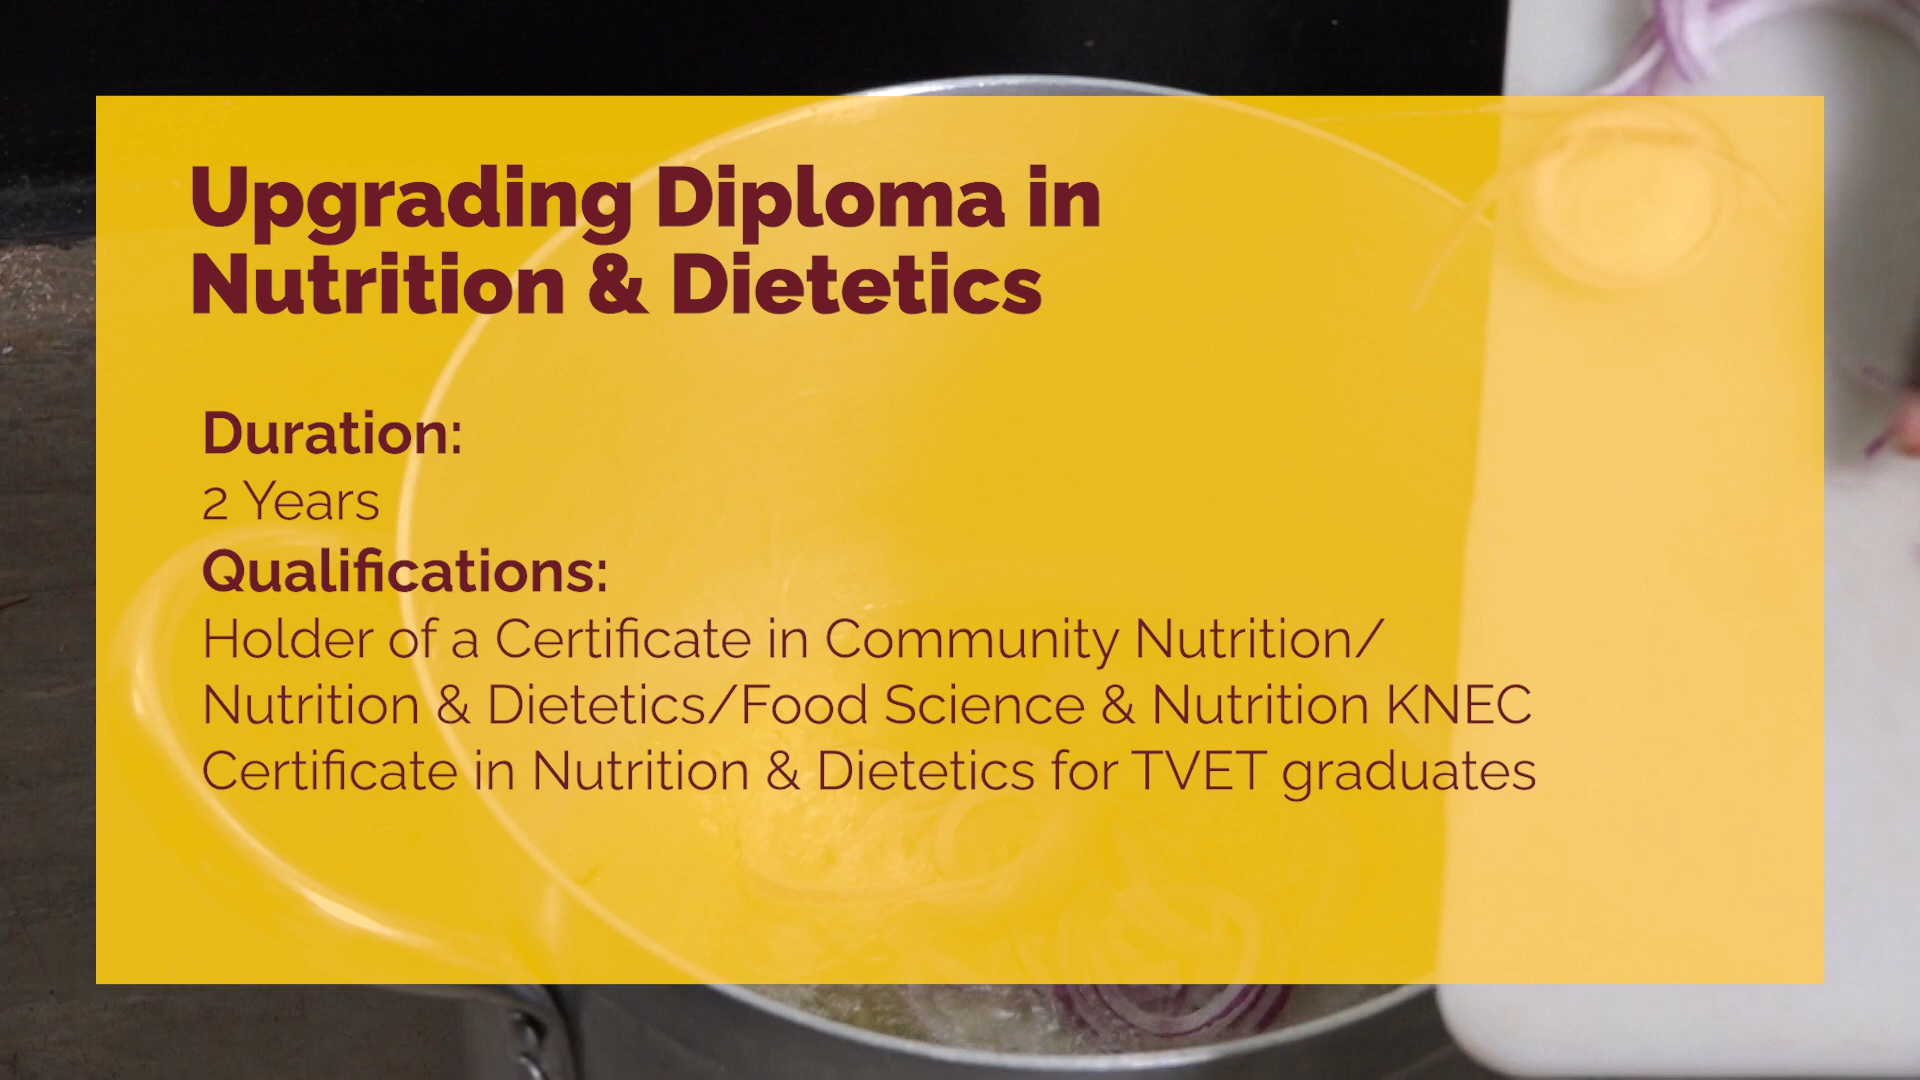 Upgrading Diploma in
Nutrition & Dietetics
Duration:
2 Years
Qualifications:
Holder of a Certificate in Community Nutrition/
Nutrition & Dietetics/Food Science & Nutrition KNEC
Certificate in Nutrition & Dietetics for TVET graduates